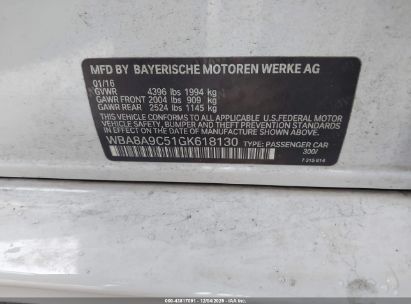 MFD BY BAYERISCHE MOTOREN WERKE AG
01/16
GVWR 4396 lbs 1994 kg
GAWR FRONT 2004 lbs 909 kg
GAWR REAR 2524 lbs 1145 kg
THIS VEHICLE CONFORMS TO ALL APPLICABLE U.S.FEDERAL MOTOR
VEHICLE SAFETY, BUMPER, AND THEFT PREVENTION STANDARDS
IN EFFECT ON THE DATE OF MANUFACTURE SHOWN ABOVE.
WBA8A9C51GK618130 TYPE: PASSENGER CAR
300/